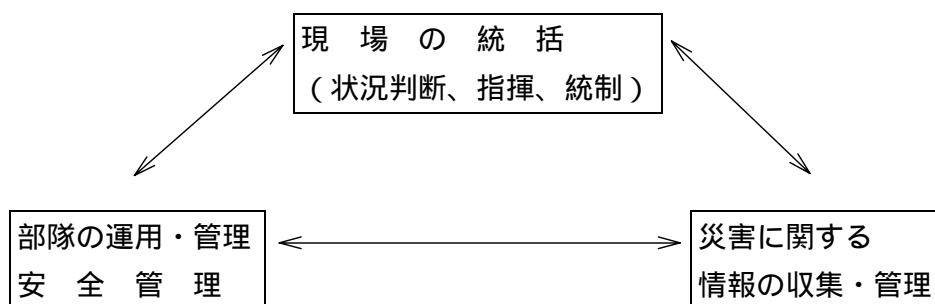 現場の統括
(状況判断、指揮、統制)
部隊の運用・管理
安全管理
災害に関する
情報の収集・管理